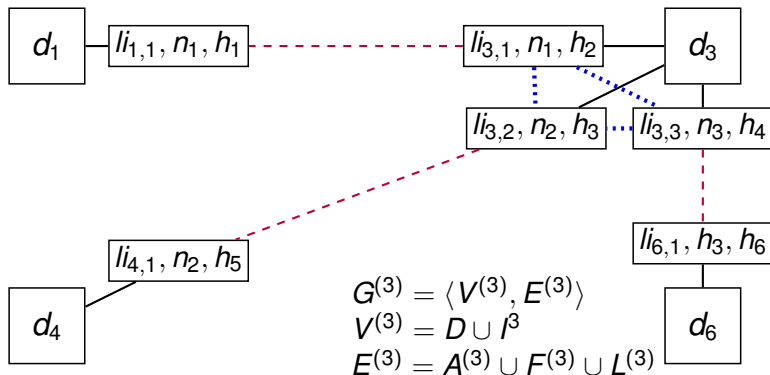 d₁ li₁,₁, n₁, h₁ li₃,₁, n₁, h₂ d₃
li₃,₂, n₂, h₃ li₃,₃, n₃, h₄
li₄,₁, n₂, h₅ li₆,₁, h₃, h₆
d₄ d₆
G⁽³⁾ = ⟨V⁽³⁾, E⁽³⁾⟩
V⁽³⁾ = D ∪ I³
E⁽³⁾ = A⁽³⁾ ∪ F⁽³⁾ ∪ L⁽³⁾